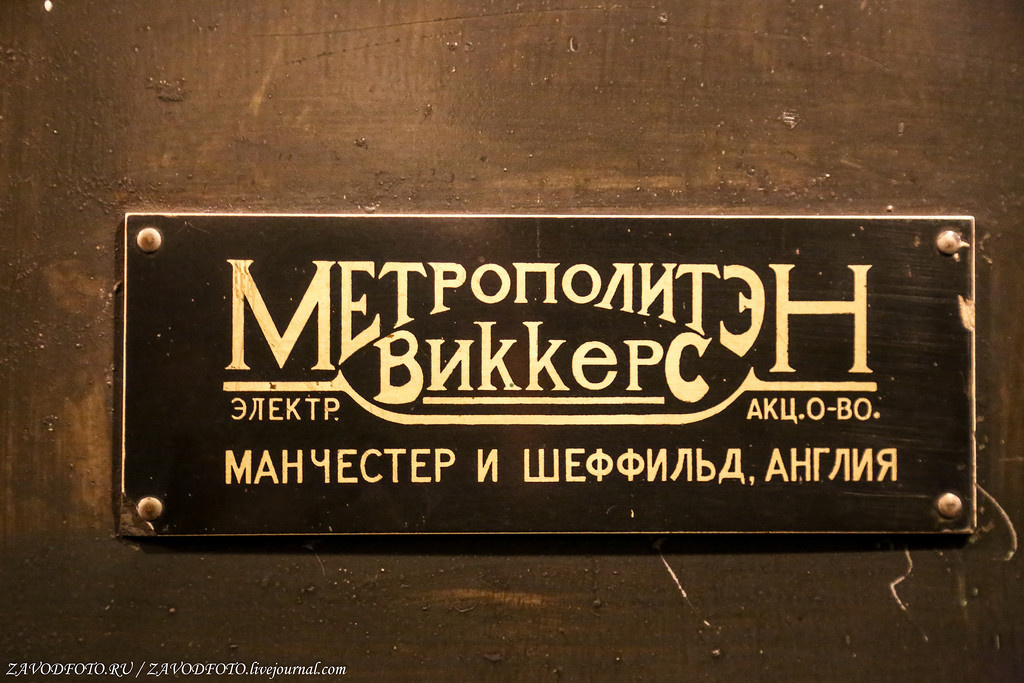 МЕТРОПОЛИТЭН
ВИККЕРС
ЭЛЕКТР. АКЦ.О-ВО.
МАНЧЕСТЕР И ШЕФФИЛЬД, АНГЛИЯ
ZAVODFOTO.RU / ZAVODFOTO.livejournal.com